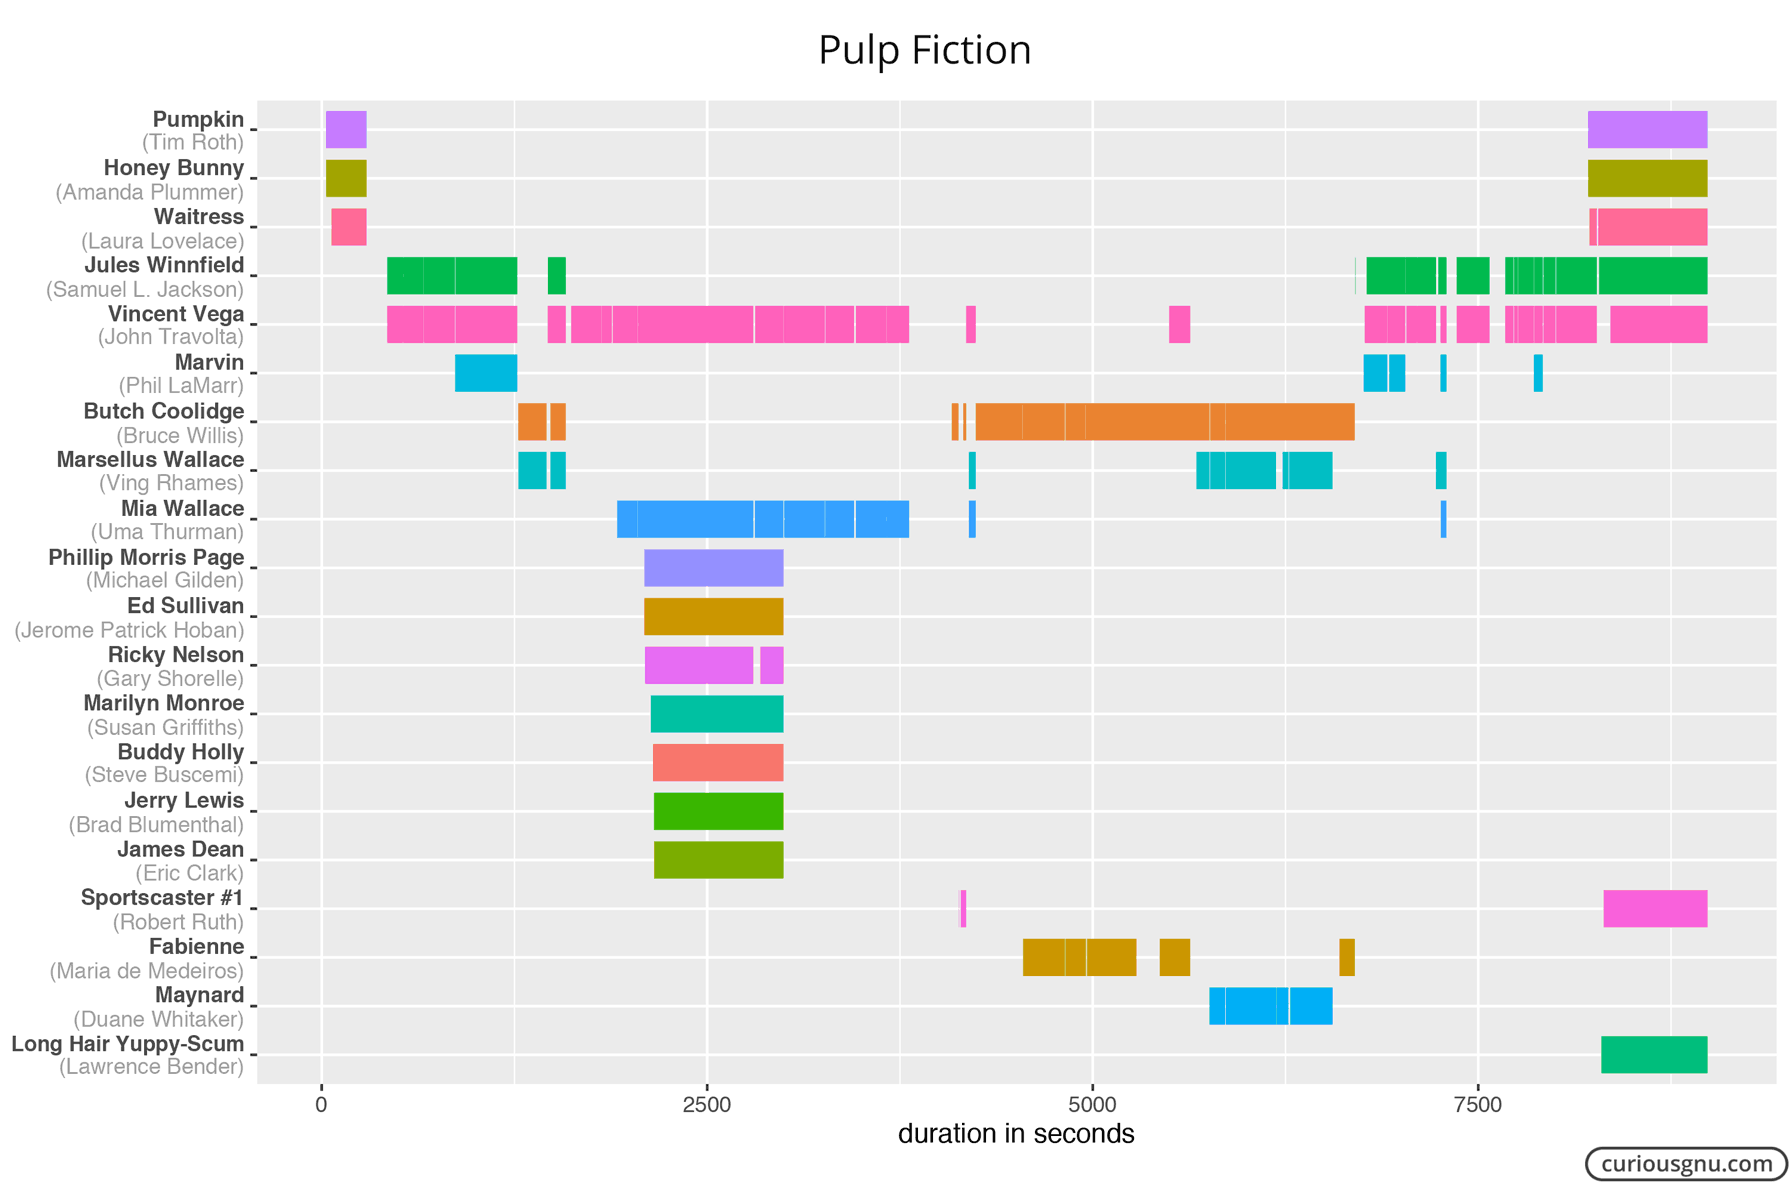 Pulp Fiction
Pumpkin
(Tim Roth)
Honey Bunny
(Amanda Plummer)
Waitress
(Laura Lovelace)
Jules Winnfield
(Samuel L. Jackson)
Vincent Vega
(John Travolta)
Marvin
(Phil LaMarr)
Butch Coolidge
(Bruce Willis)
Marsellus Wallace
(Ving Rhames)
Mia Wallace
(Uma Thurman)
Phillip Morris Page
(Michael Gilden)
Ed Sullivan
(Jerome Patrick Hoban)
Ricky Nelson
(Gary Shorelle)
Marilyn Monroe
(Susan Griffiths)
Buddy Holly
(Steve Buscemi)
Jerry Lewis
(Brad Blumenthal)
James Dean
(Eric Clark)
Sportscaster #1
(Robert Ruth)
Fabienne
(Maria de Medeiros)
Maynard
(Duane Whitaker)
Long Hair Yuppy-Scum
(Lawrence Bender)
0 2500 5000 7500
duration in seconds
curiousgnu.com